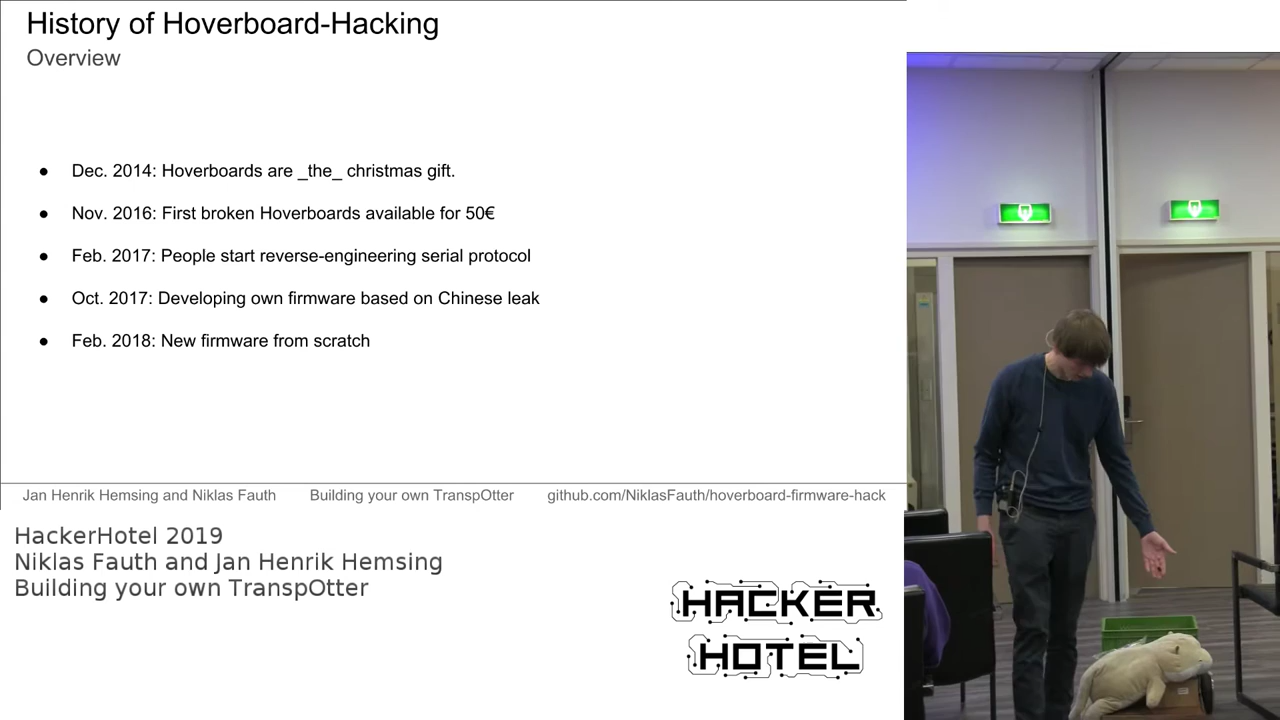 History of Hoverboard-Hacking
Overview
● Dec. 2014: Hoverboards are _the_ christmas gift.
● Nov. 2016: First broken Hoverboards available for 50€
● Feb. 2017: People start reverse-engineering serial protocol
● Oct. 2017: Developing own firmware based on Chinese leak
● Feb. 2018: New firmware from scratch
Jan Henrik Hemsing and Niklas Fauth Building your own TranspOtter github.com/NiklasFauth/hoverboard-firmware-hack
HackerHotel 2019
Niklas Fauth and Jan Henrik Hemsing
Building your own TranspOtter
HACKER
HOTEL